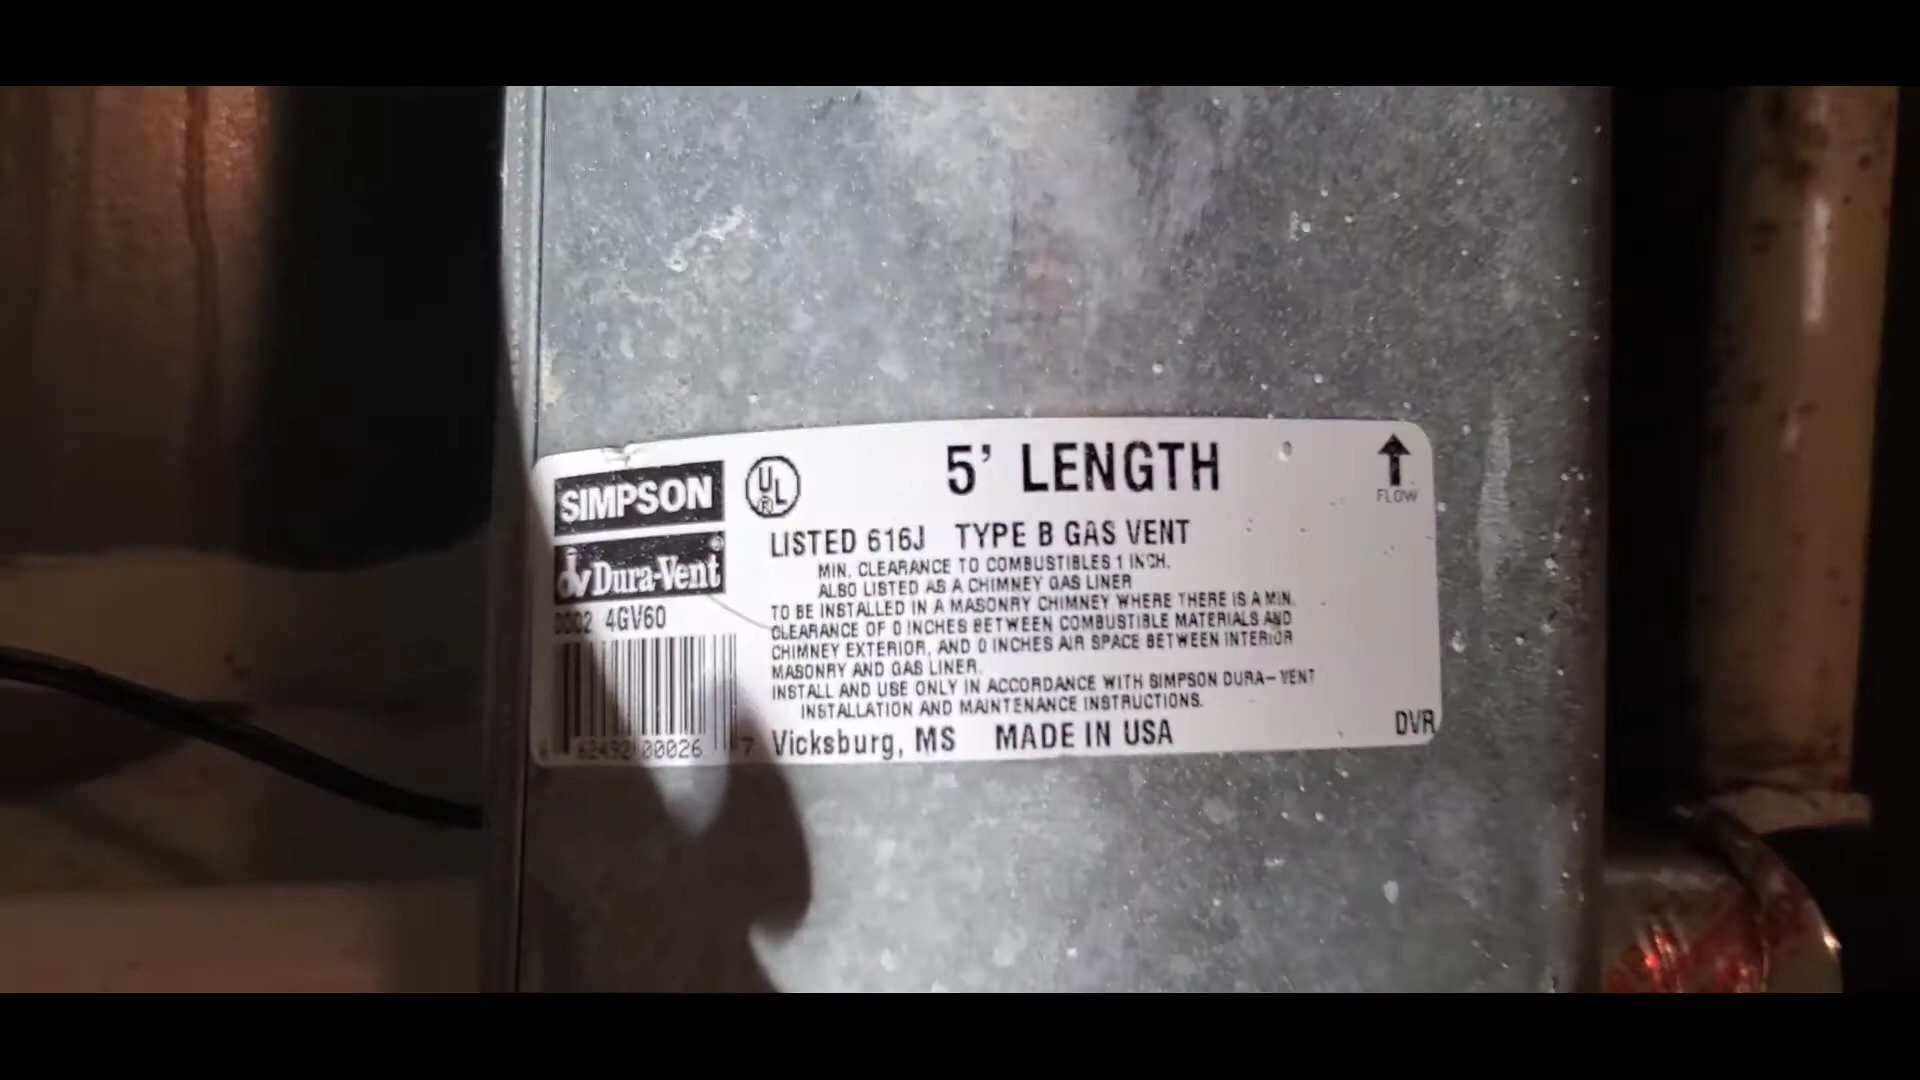 5' LENGTH
SIMPSON
UL
FLOW
LISTED 616J TYPE B GAS VENT
Dura-Vent
MIN. CLEARANCE TO COMBUSTIBLES 1 INCH.
ALSO LISTED AS A CHIMNEY GAS LINER
TO BE INSTALLED IN A MASONRY CHIMNEY WHERE THERE IS A MIN.
4GV60
CLEARANCE OF 0 INCHES BETWEEN COMBUSTIBLE MATERIALS AND
CHIMNEY EXTERIOR, AND 0 INCHES AIR SPACE BETWEEN INTERIOR
MASONRY AND GAS LINER.
INSTALL AND USE ONLY IN ACCORDANCE WITH SIMPSON DURA-VENT
INSTALLATION AND MAINTENANCE INSTRUCTIONS.
DVR
Vicksburg, MS MADE IN USA
00026 7